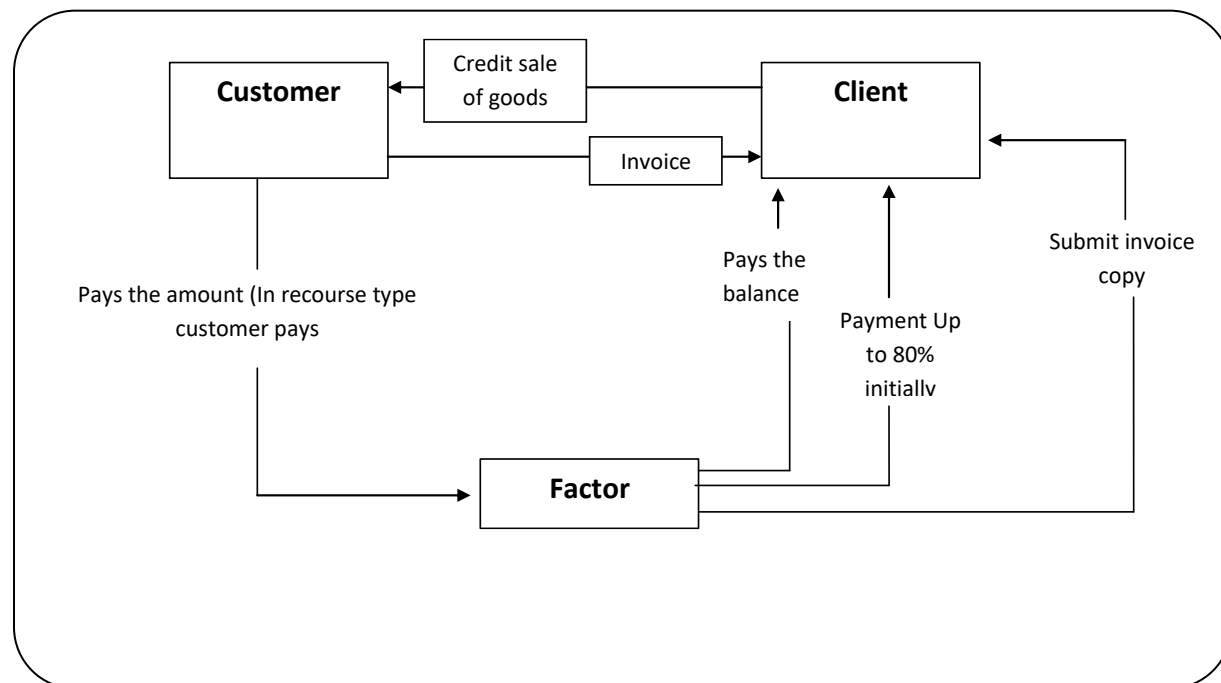 Customer
Credit sale
of goods
Client
Invoice
Pays the amount (In recourse type
customer pays
Pays the
balance
Payment Up
to 80%
initially
Submit invoice
copy
Factor